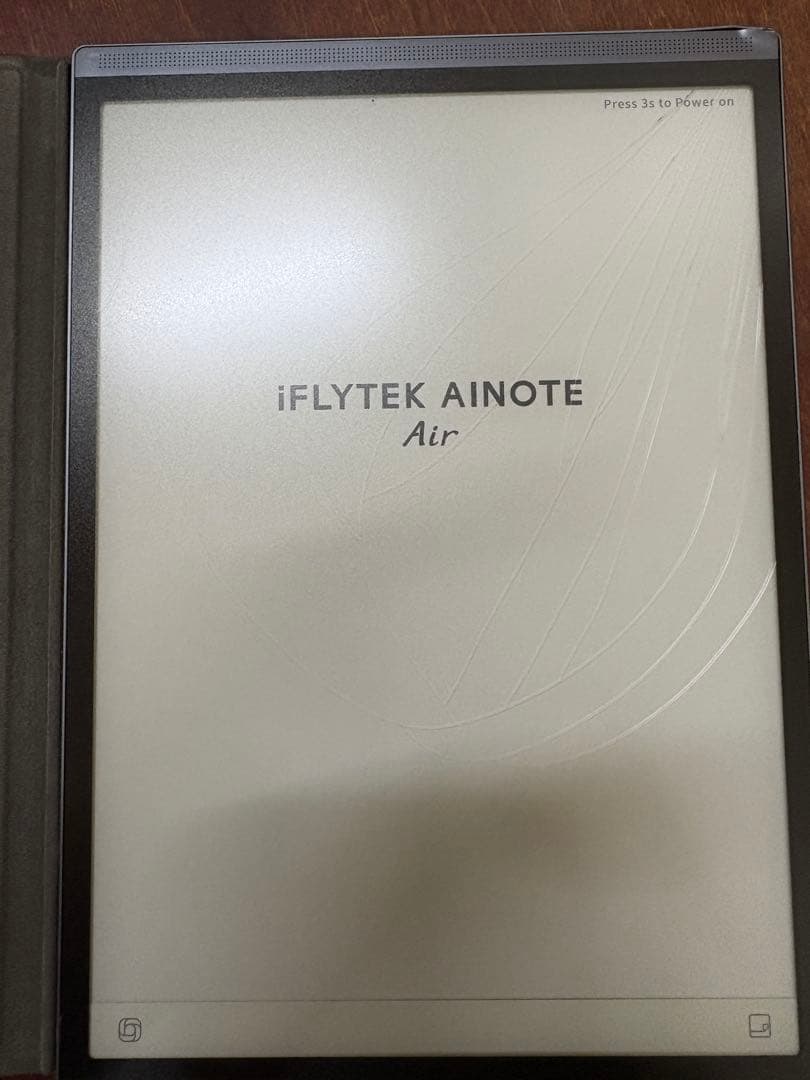 Press 3s to Power on
iFLYTEK AINOTE
Air